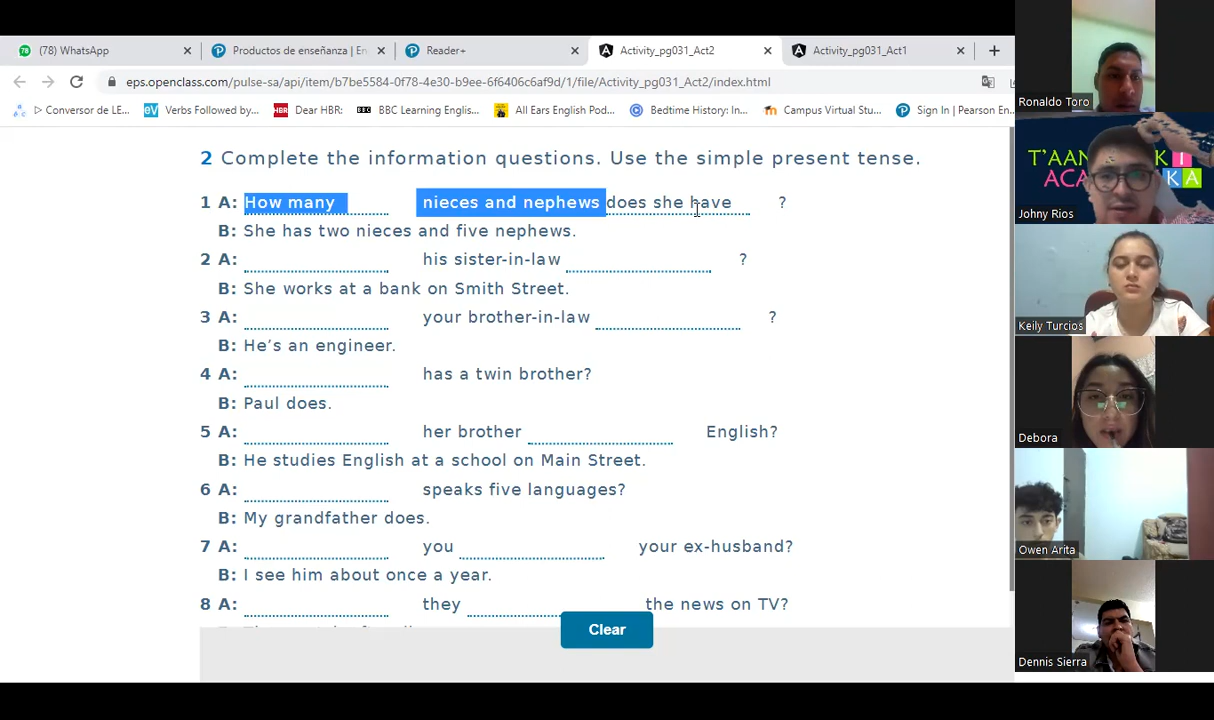 (78) WhatsApp
Productos de enseñanza | En
Reader+
Activity_pg031_Act2
Activity_pg031_Act1
eps.openclass.com/pulse-sa/api/item/b7be5584-0f78-4e30-b9ee-6f6406c6af9d/1/file/Activity_pg031_Act2/index.html
▷ Conversor de LE...
Verbs Followed by...
Dear HBR:
BBC Learning Englis...
All Ears English Pod...
Bedtime History: In...
Campus Virtual Stu...
Sign In | Pearson En...
2 Complete the information questions. Use the simple present tense.
1 A: How many nieces and nephews does she have ?
B: She has two nieces and five nephews.
2 A: his sister-in-law ?
B: She works at a bank on Smith Street.
3 A: your brother-in-law ?
B: He's an engineer.
4 A: has a twin brother?
B: Paul does.
5 A: her brother English?
B: He studies English at a school on Main Street.
6 A: speaks five languages?
B: My grandfather does.
7 A: you your ex-husband?
B: I see him about once a year.
8 A: they the news on TV?
Clear
Ronaldo Toro
Johny Rios
Keily Turcios
Debora
Owen Arita
Dennis Sierra